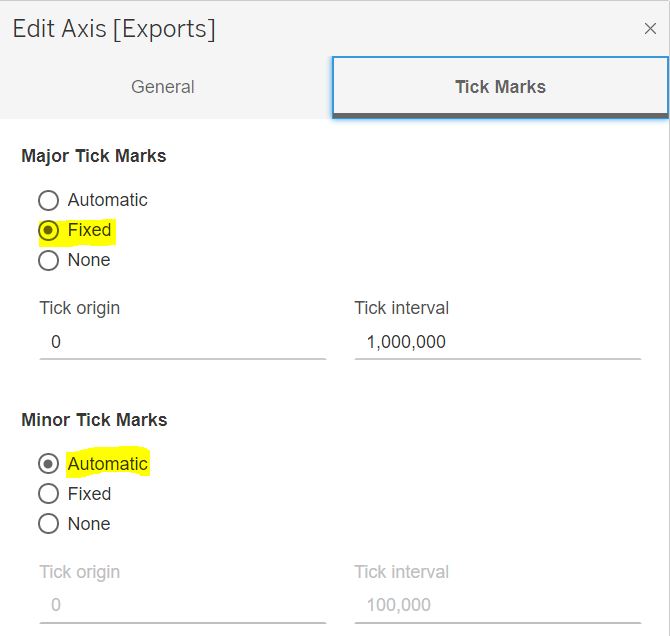 Edit Axis [Exports]
General
Tick Marks
Major Tick Marks
Automatic
Fixed
None
Tick origin
Tick interval
0
1,000,000
Minor Tick Marks
Automatic
Fixed
None
Tick origin
Tick interval
0
100,000